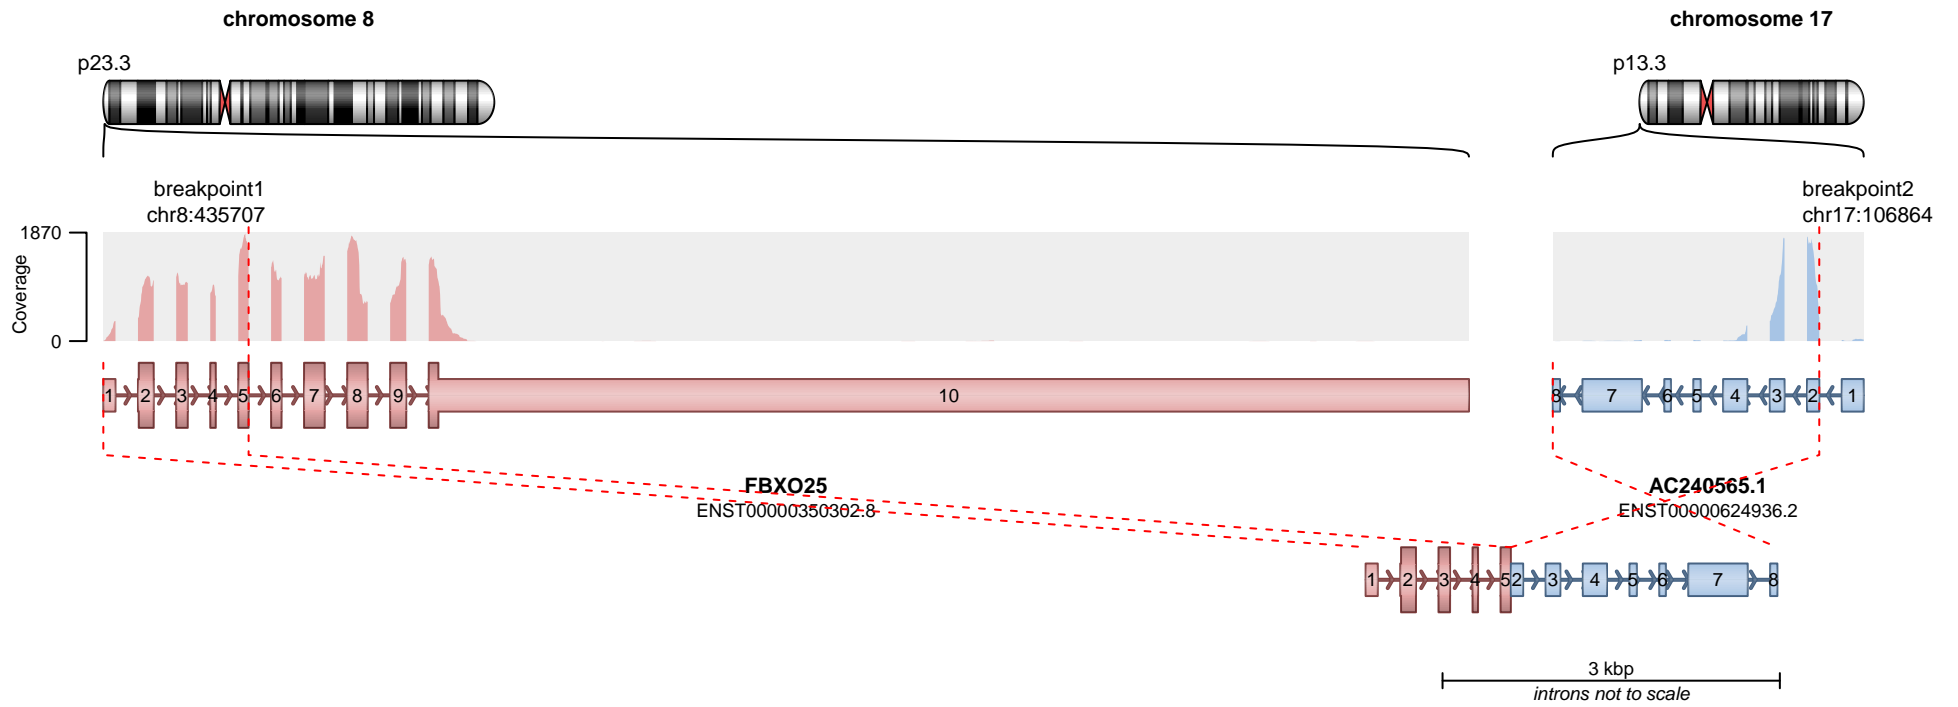 chromosome 8
chromosome 17
p23.3
p13.3
breakpoint1
chr8:435707
breakpoint2
chr17:106864
1870
0
Coverage
1 2 3 4 5 6 7 8 9 10
8 7 6 5 4 3 2 1
FBXO25
ENST00000350302.8
AC240565.1
ENST00000624936.2
1 2 3 4 5 2 3 4 5 6 7 8
3 kbp
introns not to scale